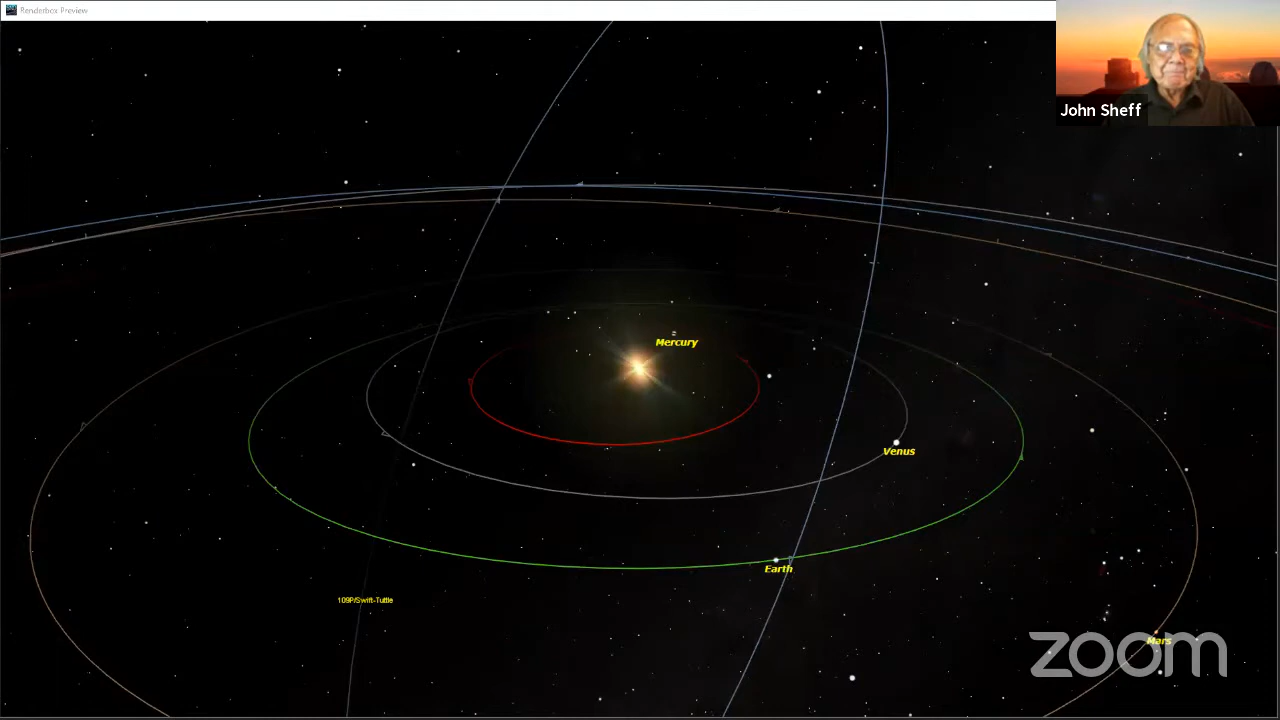 Renderbox Preview
John Sheff
Mercury
Venus
Earth
109P/Swift-Tuttle
Mars
zoom